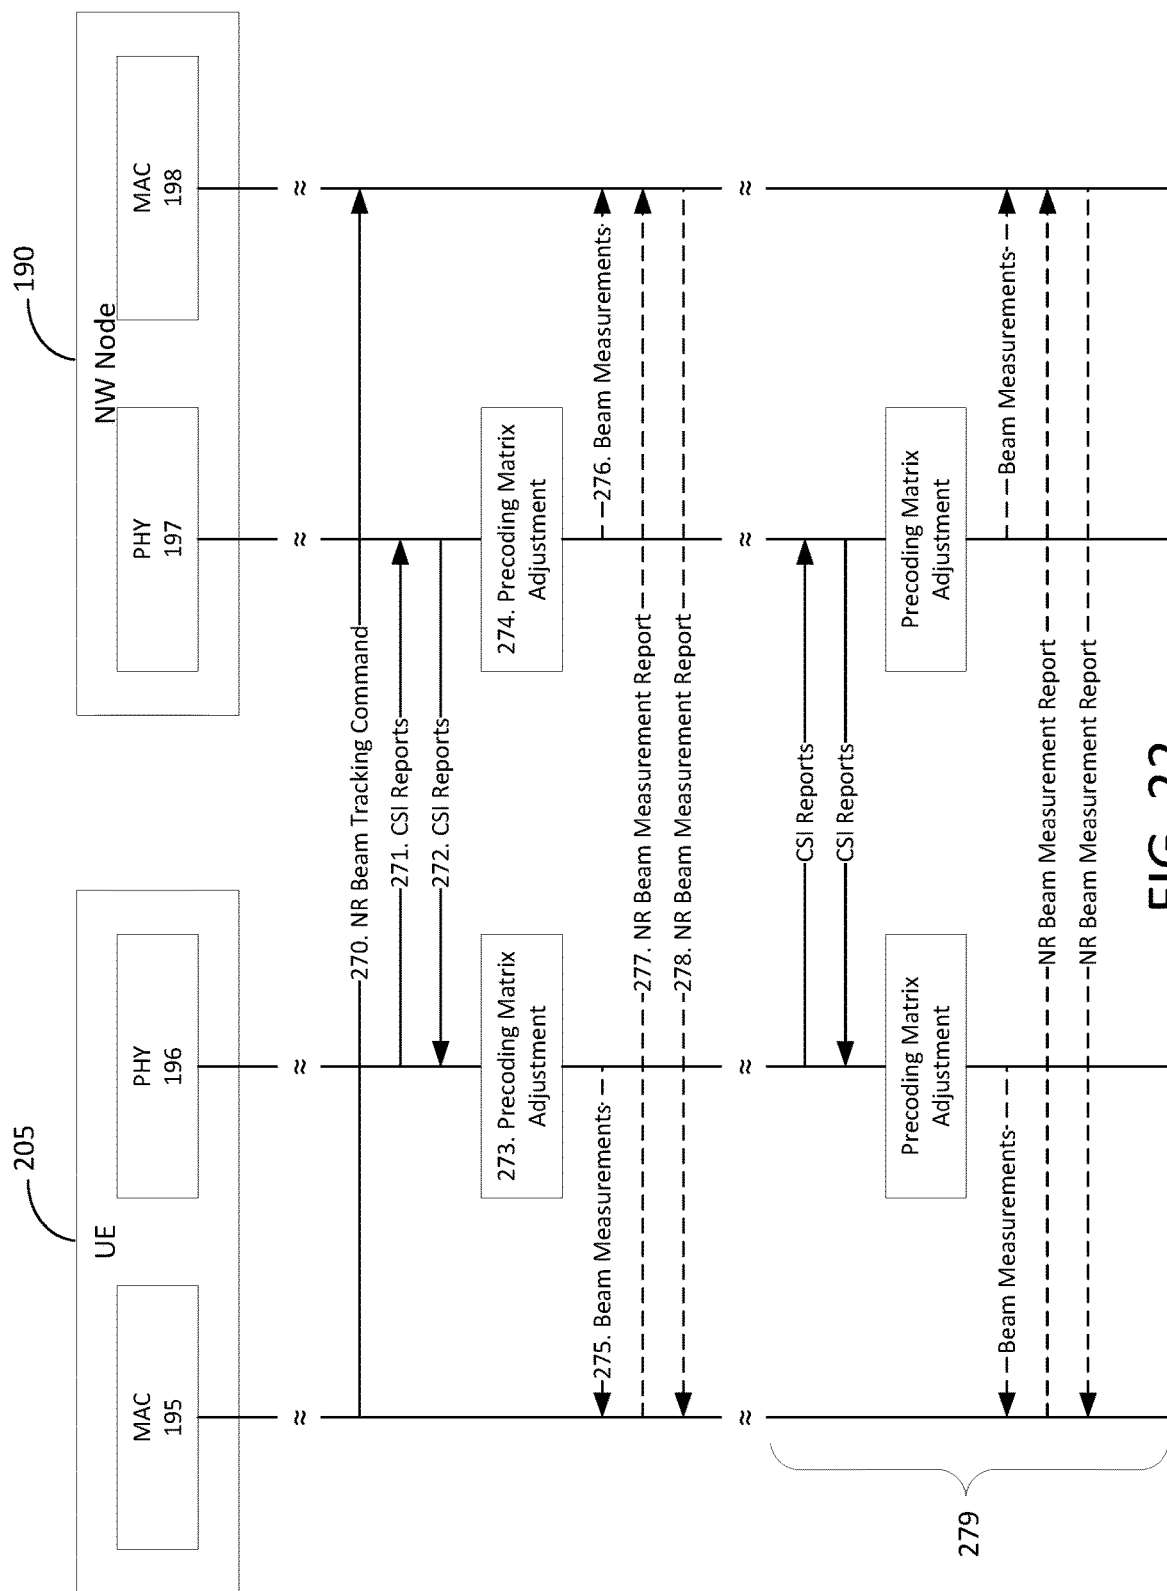 205
190
UE
NW Node
MAC
195
PHY
196
PHY
197
MAC
198
≈
≈
≈
≈
270. NR Beam Tracking Command
271. CSI Reports
272. CSI Reports
273. Precoding Matrix
Adjustment
274. Precoding Matrix
Adjustment
275. Beam Measurements
276. Beam Measurements
277. NR Beam Measurement Report
278. NR Beam Measurement Report
≈
≈
≈
≈
279
CSI Reports
CSI Reports
Precoding Matrix
Adjustment
Precoding Matrix
Adjustment
Beam Measurements
Beam Measurements
NR Beam Measurement Report
NR Beam Measurement Report
FIG